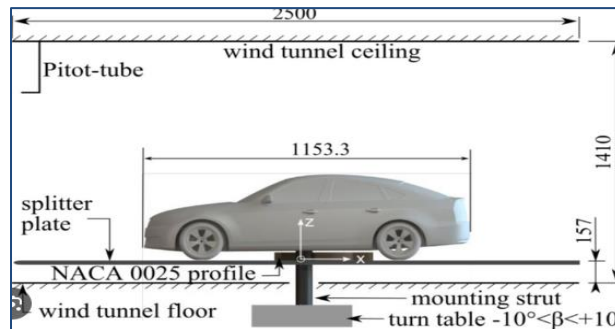 2500
wind tunnel ceiling
Pitot-tube
1153.3
1410
splitter
plate
z
x
157
NACA 0025 profile
wind tunnel floor
mounting strut
turn table -10°<β<+10